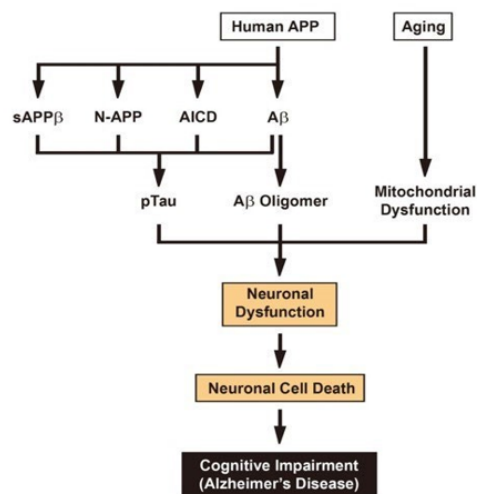 Human APP
Aging
sAPPβ
N-APP
AICD
Aβ
pTau
Aβ Oligomer
Mitochondrial
Dysfunction
Neuronal
Dysfunction
Neuronal Cell Death
Cognitive Impairment
(Alzheimer's Disease)